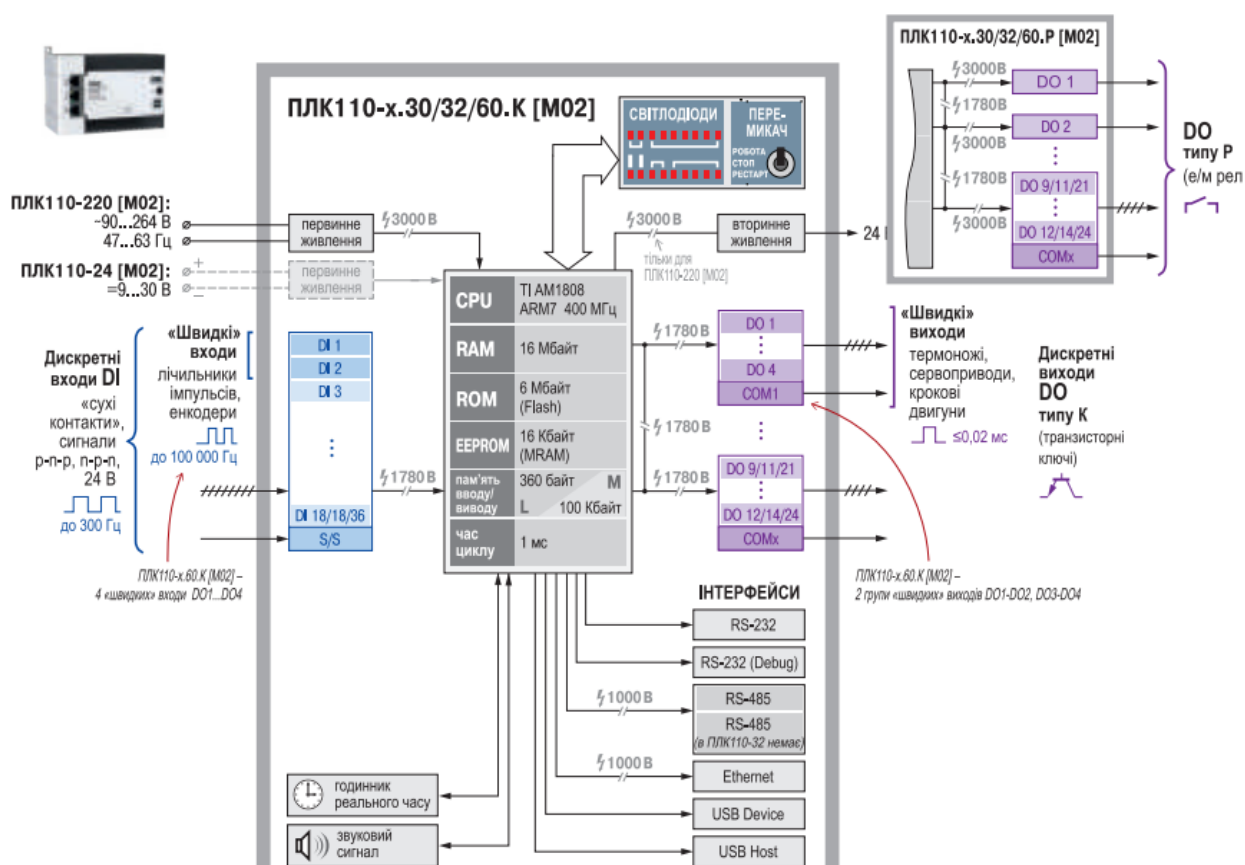 ПЛК110-х.30/32/60.Р [М02]
3000В
DO 1
1780В
DO 2
3000В
1780В
DO 9/11/21
3000В
DO 12/14/24
COMx
DO
типу Р
(е/м рел
ПЛК110-х.30/32/60.К [М02]
СВІТЛОДІОДИ
ПЕРЕ-
МИКАЧ
РОБОТА
СТОП
РЕСТАРТ
ПЛК110-220 [М02]:
~90...264 В
47...63 Гц
первинне
живлення
3000 В
3000 В
вторинне
живлення
24
тільки для
ПЛК110-220 [М02]
ПЛК110-24 [М02]:
=9...30 В
+
–
первинне
живлення
CPU
TI AM1808
ARM7 400 МГц
RAM
16 Мбайт
ROM
6 Мбайт
(Flash)
EEPROM
16 Кбайт
(MRAM)
пам'ять
вводу/
виводу
360 байт
M
L
100 Кбайт
час
циклу
1 мс
Дискретні
входи DI
«сухі
контакти»,
сигнали
p-n-p, n-p-n,
24 В
до 300 Гц
«Швидкі»
входи
лічильники
імпульсів,
енкодери
до 100 000 Гц
DI 1
DI 2
DI 3
DI 18/18/36
S/S
1780 В
ПЛК110-х.60.К [М02] –
4 «швидких» входи DO1...DO4
1780 В
DO 1
DO 4
COM1
1780 В
1780 В
DO 9/11/21
DO 12/14/24
COMx
«Швидкі»
виходи
термоножі,
сервоприводи,
крокові
двигуни
≤0,02 мс
Дискретні
виходи
DO
типу К
(транзисторні
ключі)
ПЛК110-х.60.К [М02] –
2 групи «швидких» виходів DO1-DO2, DO3-DO4
ІНТЕРФЕЙСИ
RS-232
RS-232 (Debug)
1000 В
RS-485
RS-485
(в ПЛК110-32 немає)
1000 В
Ethernet
USB Device
USB Host
годинник
реального часу
звуковий
сигнал